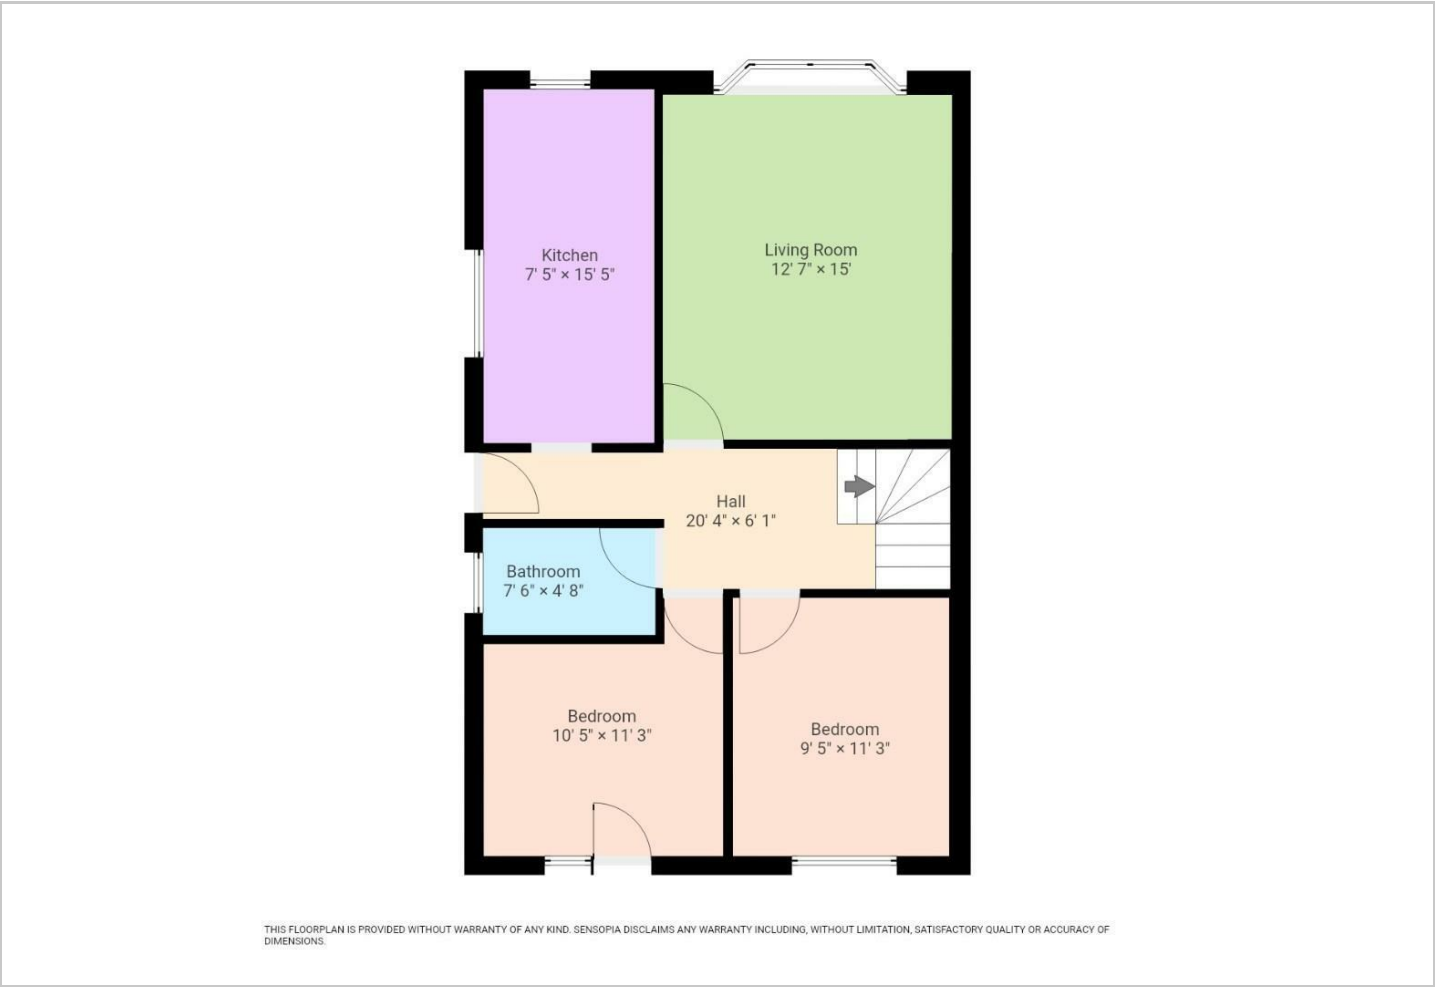 Kitchen
7' 5" × 15' 5"
Living Room
12' 7" × 15'
Hall
20' 4" × 6' 1"
Bathroom
7' 6" × 4' 8"
Bedroom
10' 5" × 11' 3"
Bedroom
9' 5" × 11' 3"
THIS FLOORPLAN IS PROVIDED WITHOUT WARRANTY OF ANY KIND. SENSOPIA DISCLAIMS ANY WARRANTY INCLUDING, WITHOUT LIMITATION, SATISFACTORY QUALITY OR ACCURACY OF
DIMENSIONS.